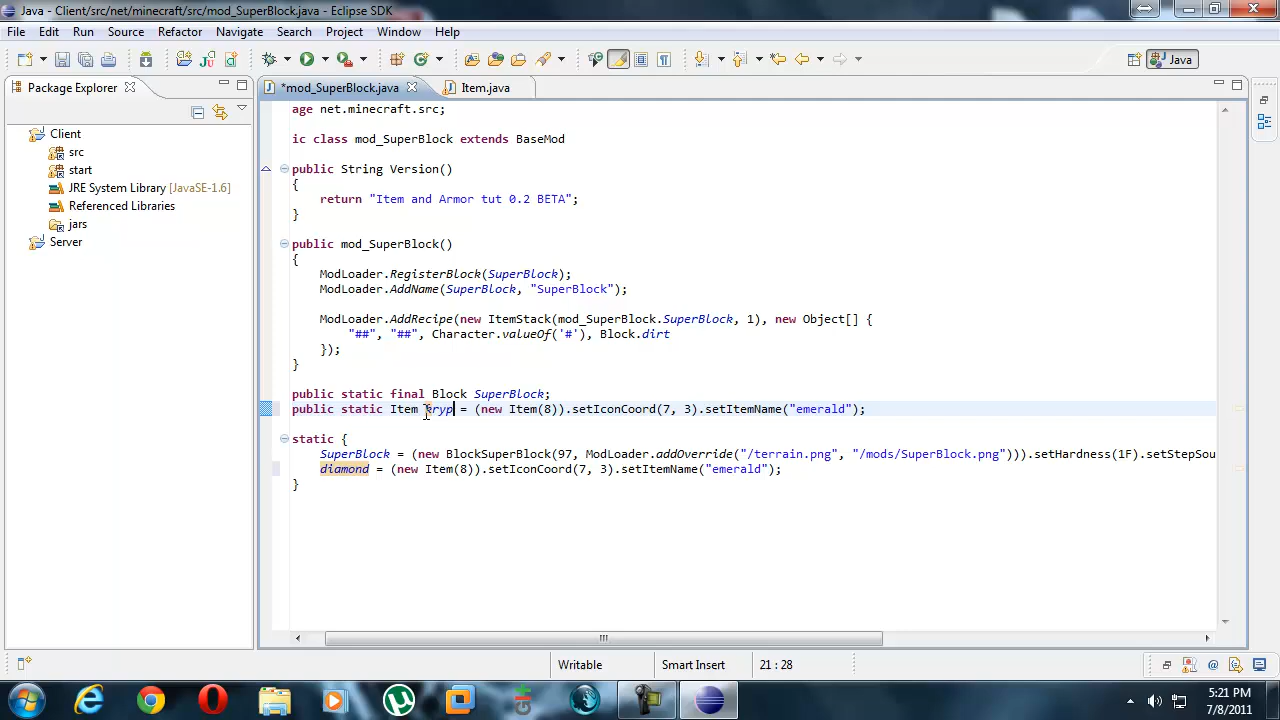 Java - Client/src/net/minecraft/src/mod_SuperBlock.java - Eclipse SDK
File Edit Run Source Refactor Navigate Search Project Window Help
Java
Package Explorer
*mod_SuperBlock.java Item.java
Client
src
start
JRE System Library [JavaSE-1.6]
Referenced Libraries
jars
Server
age net.minecraft.src;
ic class mod_SuperBlock extends BaseMod
public String Version()
{
return "Item and Armor tut 0.2 BETA";
}
public mod_SuperBlock()
{
ModLoader.RegisterBlock(SuperBlock);
ModLoader.AddName(SuperBlock, "SuperBlock");
ModLoader.AddRecipe(new ItemStack(mod_SuperBlock.SuperBlock, 1), new Object[] {
"##", "##", Character.valueOf('#'), Block.dirt
});
}
public static final Block SuperBlock;
public static Item = (new Item(8)).setIconCoord(7, 3).setItemName("emerald");
static {
SuperBlock = (new BlockSuperBlock(97, ModLoader.addOverride("/terrain.png", "/mods/SuperBlock.png"))).setHardness(1F).setStepSou
diamond = (new Item(8)).setIconCoord(7, 3).setItemName("emerald");
}
Writable Smart Insert 21 : 28
5:21 PM
7/8/2011